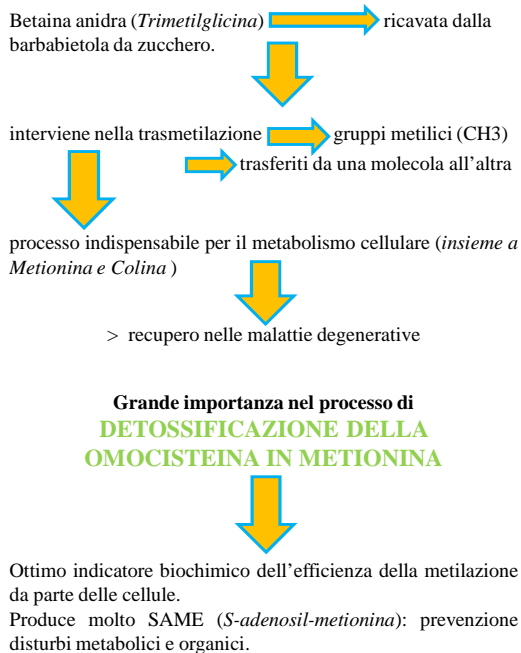 Betaina anidra (Trimetilglicina) ricavata dalla
barbabietola da zucchero.
interviene nella trasmetilazione gruppi metilici (CH3)
trasferiti da una molecola all'altra
processo indispensabile per il metabolismo cellulare (insieme a
Metionina e Colina )
> recupero nelle malattie degenerative
Grande importanza nel processo di
DETOSSIFICAZIONE DELLA
OMOCISTEINA IN METIONINA
Ottimo indicatore biochimico dell'efficienza della metilazione
da parte delle cellule.
Produce molto SAME (S-adenosil-metionina): prevenzione
disturbi metabolici e organici.